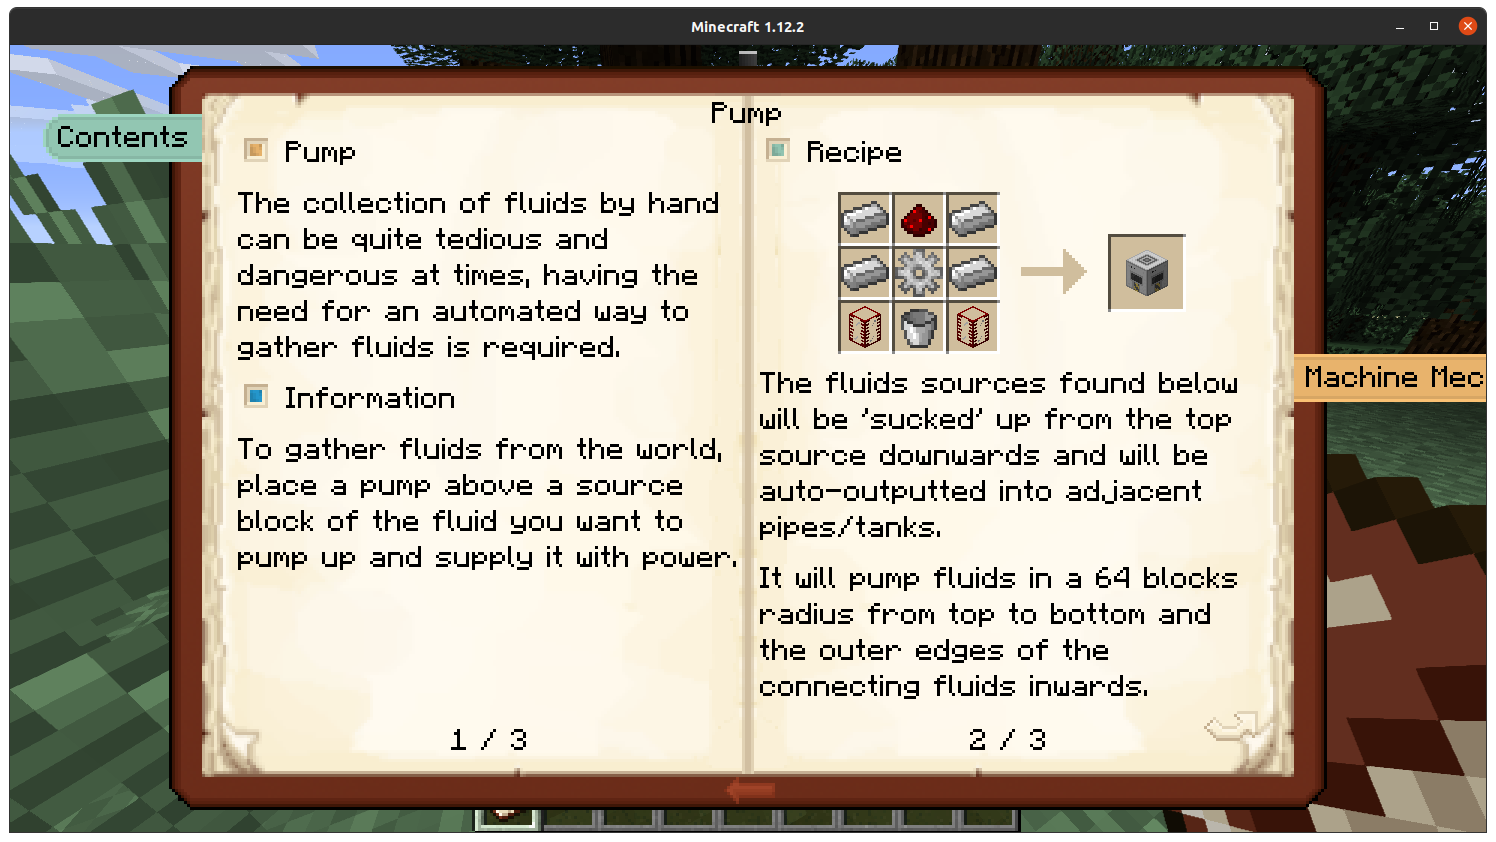 Minecraft 1.12.2
Contents
Pump
Pump
The collection of fluids by hand
can be quite tedious and
dangerous at times, having the
need for an automated way to
gather fluids is required.
Information
To gather fluids from the world,
place a pump above a source
block of the fluid you want to
pump up and supply it with power.
1 / 3
Recipe
The fluids sources found below
will be 'sucked' up from the top
source downwards and will be
auto-outputted into adjacent
pipes/tanks.
It will pump fluids in a 64 blocks
radius from top to bottom and
the outer edges of the
connecting fluids inwards.
2 / 3
Machine Mec